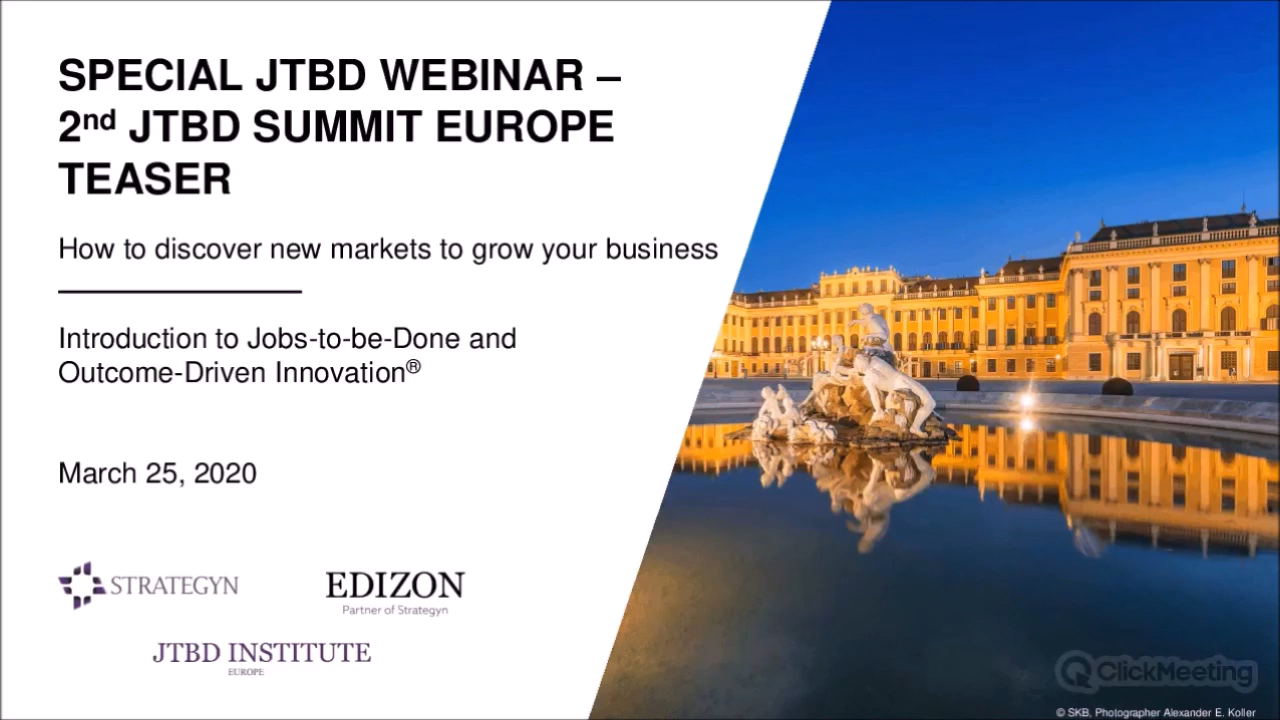 SPECIAL JTBD WEBINAR –
2nd JTBD SUMMIT EUROPE
TEASER
How to discover new markets to grow your business
Introduction to Jobs-to-be-Done and
Outcome-Driven Innovation®
March 25, 2020
STRATEGYN
EDIZON
Partner of Strategyn
JTBD INSTITUTE
EUROPE
ClickMeeting
© SKB, Photographer Alexander E. Koller